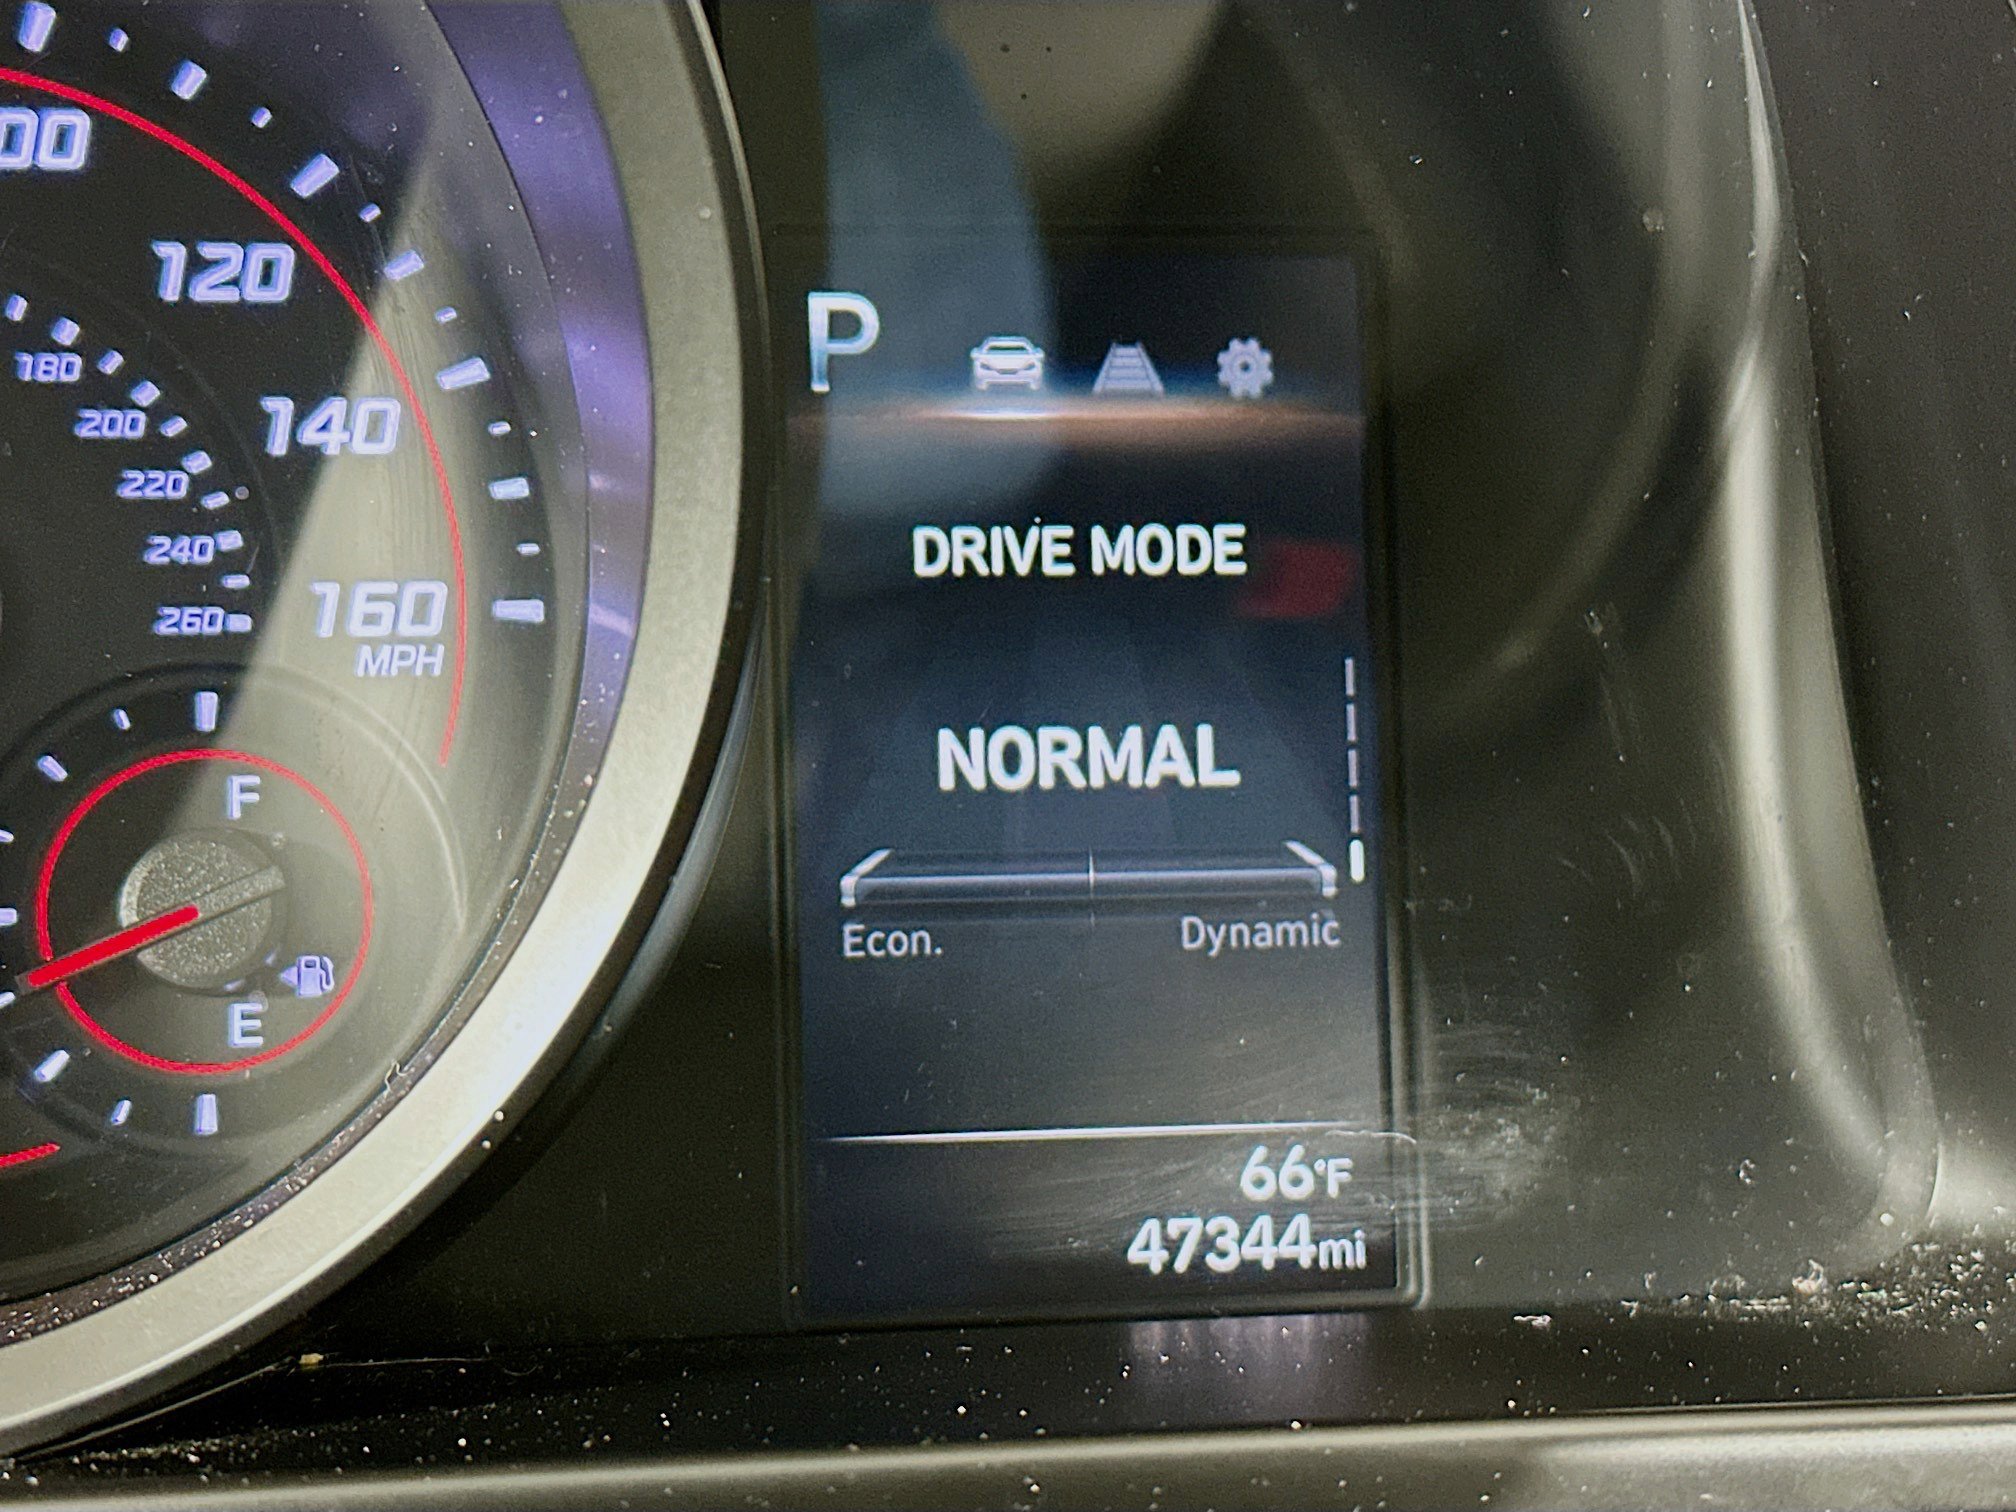 00
120
180
200
140
220
240
160
260
MPH
F
E
P
DRIVE MODE
NORMAL
Econ. Dynamic
66°F
47344mi